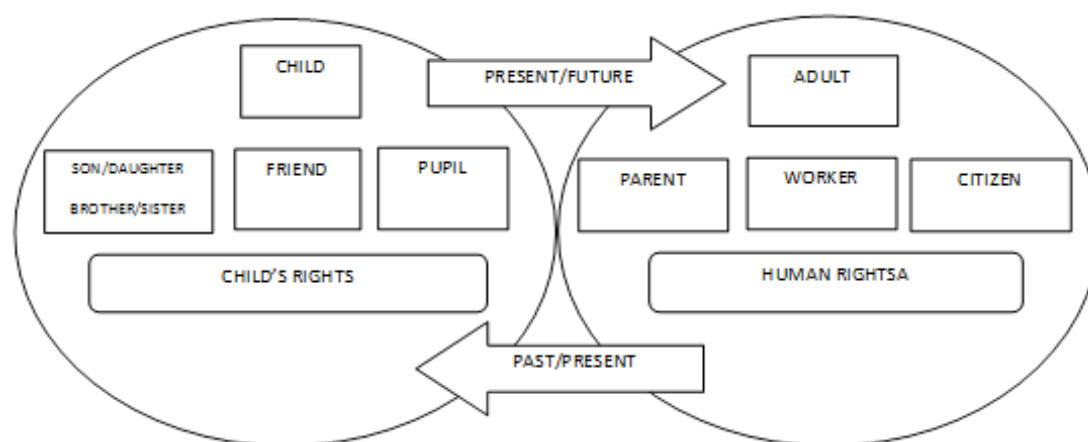 CHILD
PRESENT/FUTURE
ADULT
SON/DAUGHTER
BROTHER/SISTER
FRIEND
PUPIL
PARENT
WORKER
CITIZEN
CHILD'S RIGHTS
HUMAN RIGHTSA
PAST/PRESENT